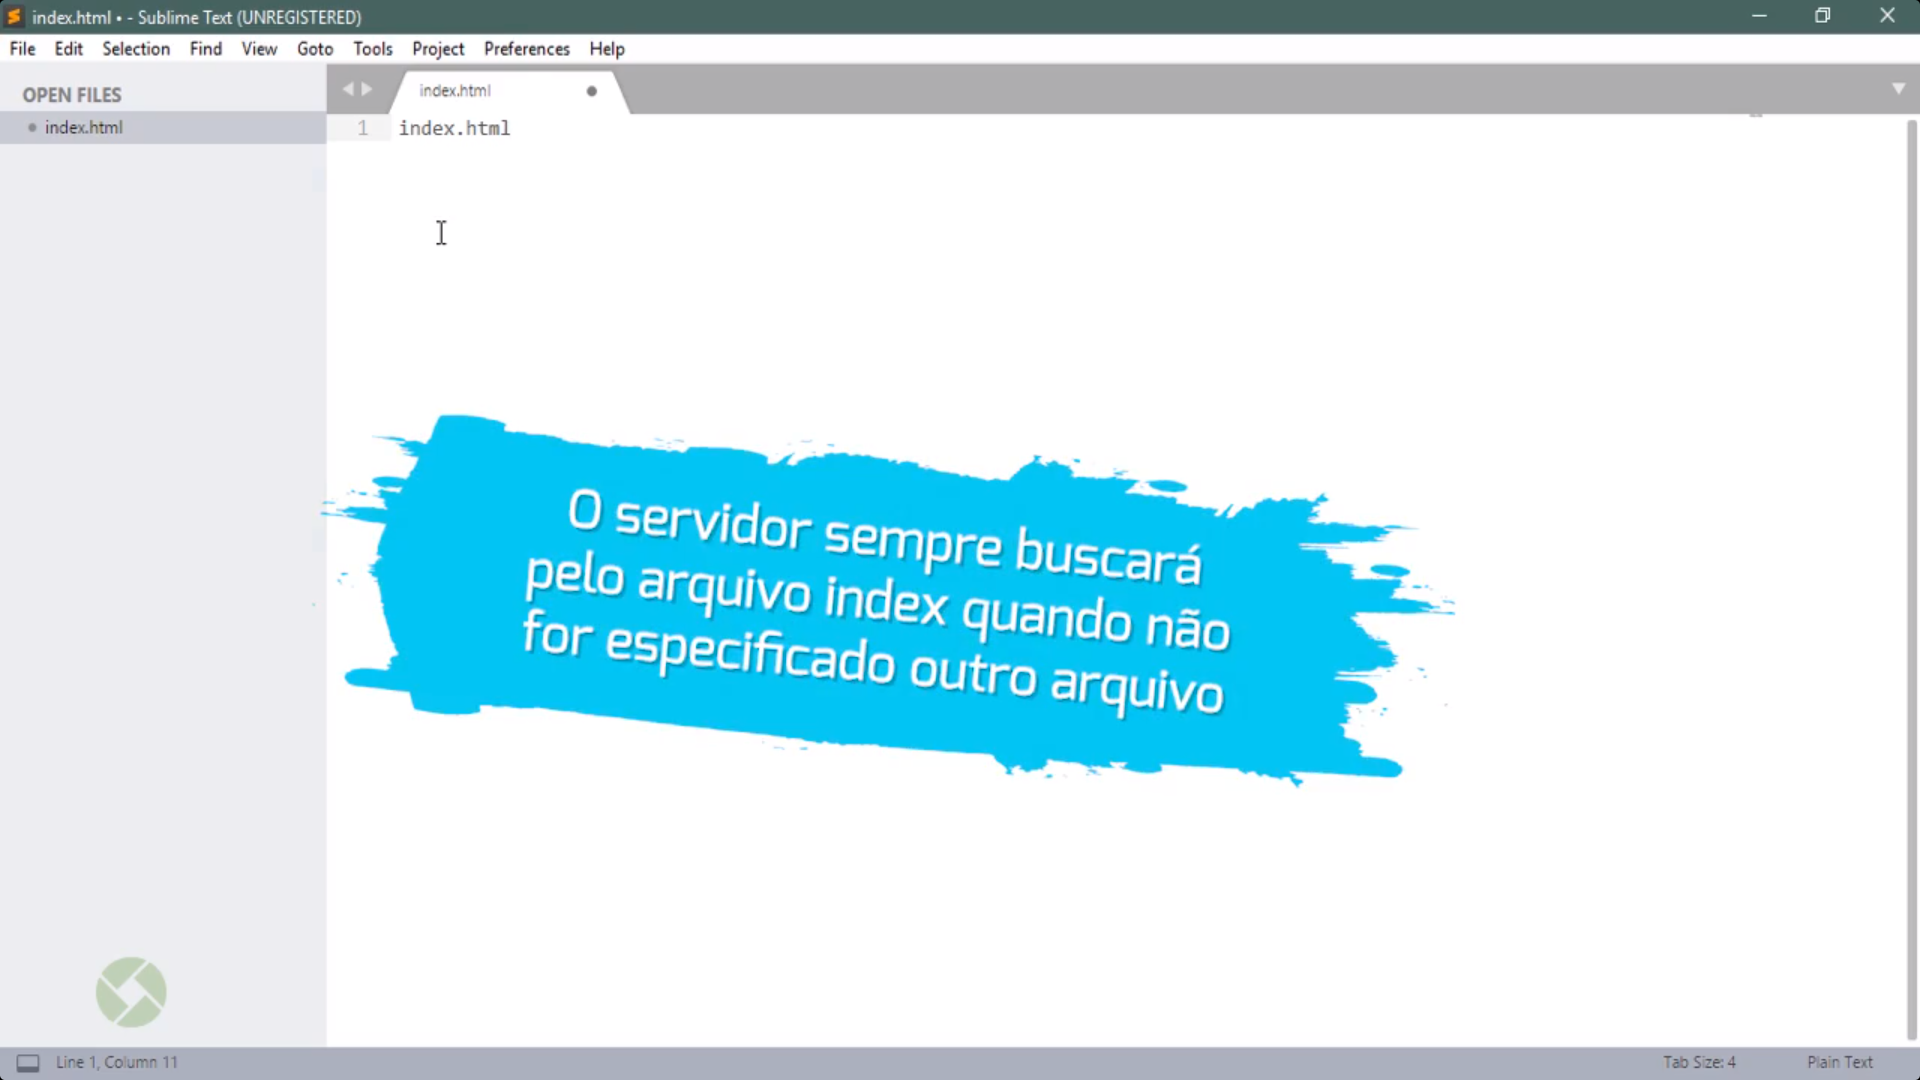 index.html • - Sublime Text (UNREGISTERED)
File Edit Selection Find View Goto Tools Project Preferences Help
OPEN FILES
index.html
index.html
1 index.html
O servidor sempre buscará
pelo arquivo index quando não
for especificado outro arquivo
Line 1, Column 11
Tab Size: 4
Plain Text